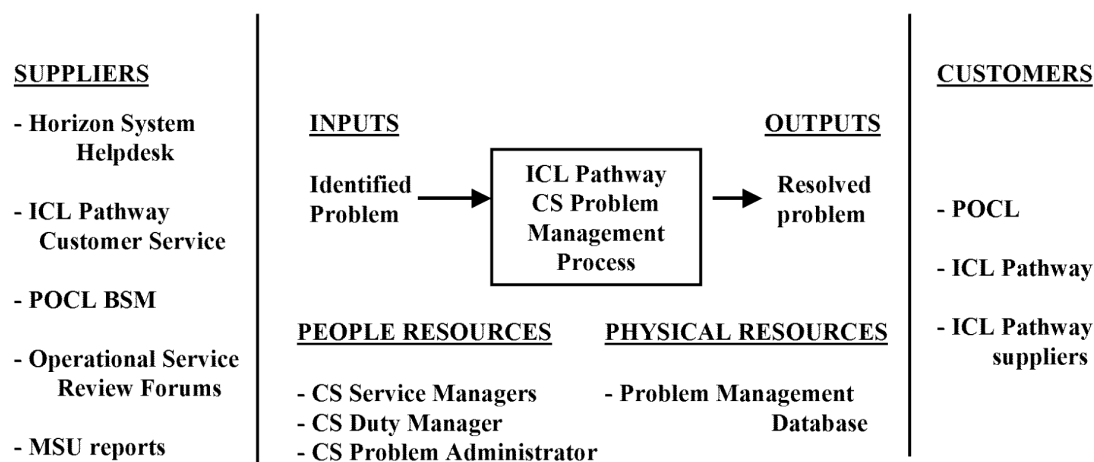 SUPPLIERS
- Horizon System
Helpdesk
- ICL Pathway
Customer Service
- POCL BSM
- Operational Service
Review Forums
- MSU reports
INPUTS
Identified
Problem
ICL Pathway
CS Problem
Management
Process
OUTPUTS
Resolved
problem
PEOPLE RESOURCES
- CS Service Managers
- CS Duty Manager
- CS Problem Administrator
PHYSICAL RESOURCES
- Problem Management
Database
CUSTOMERS
- POCL
- ICL Pathway
- ICL Pathway
suppliers